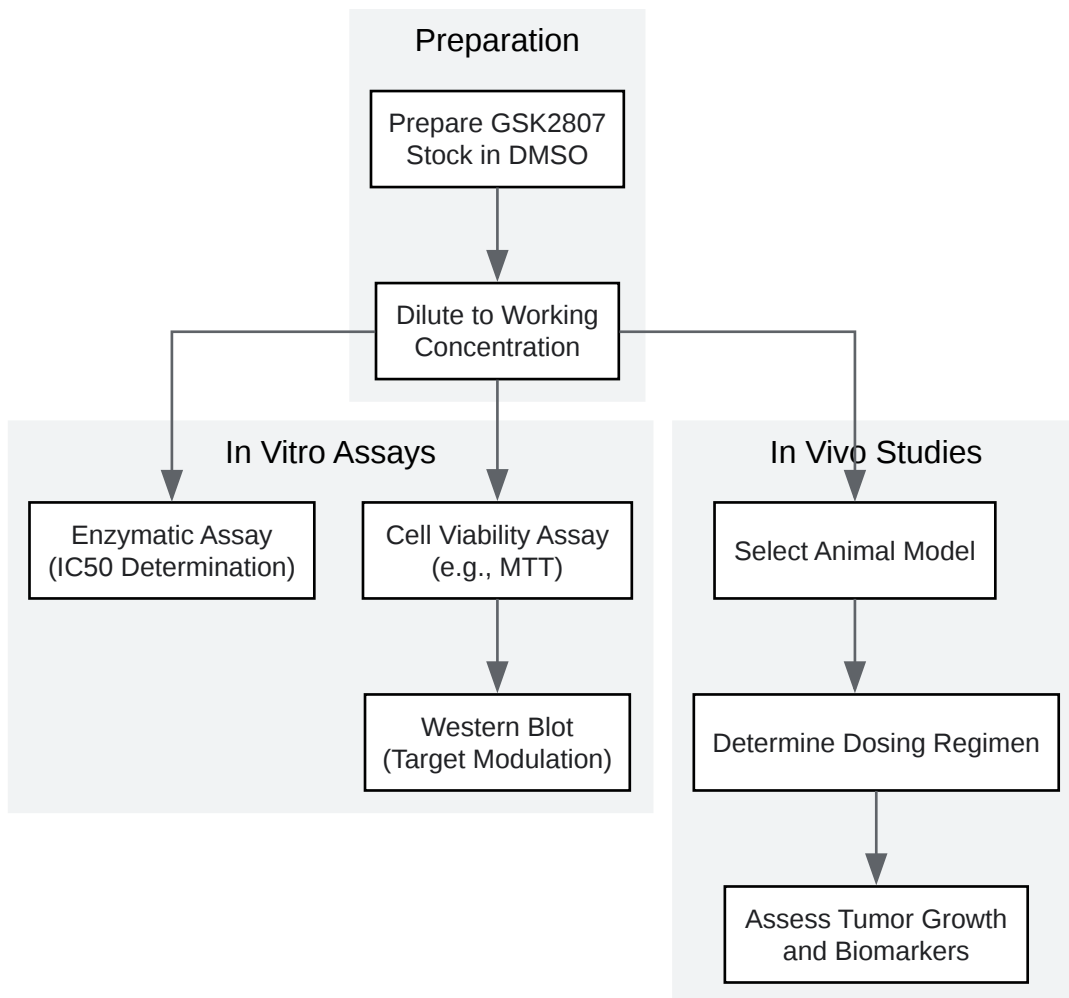 Preparation
Prepare GSK2807
Stock in DMSO
Dilute to Working
Concentration
In Vitro Assays
Enzymatic Assay
(IC50 Determination)
Cell Viability Assay
(e.g., MTT)
Western Blot
(Target Modulation)
In Vivo Studies
Select Animal Model
Determine Dosing Regimen
Assess Tumor Growth
and Biomarkers